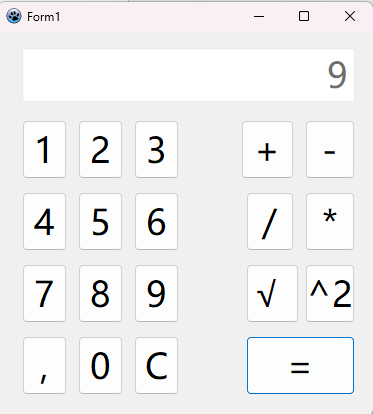 Form1
9
1 2 3 + -
4 5 6 / *
7 8 9 √ ^2
, 0 C =